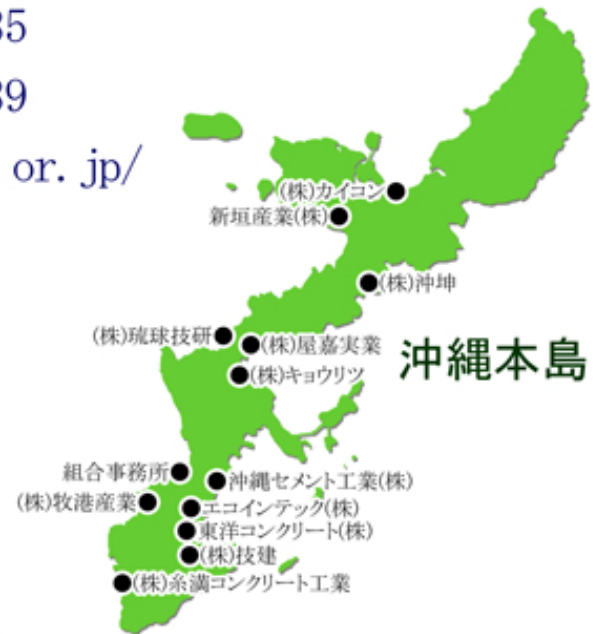 35
39
or. jp/
(株)カイコン
新垣産業(株)
(株)沖坤
(株)琉球技研
(株)屋嘉実業
沖縄本島
(株)キョウリツ
組合事務所
沖縄セメント工業(株)
(株)牧港産業
エコインテック(株)
東洋コンクリート(株)
(株)技建
(株)糸満コンクリート工業